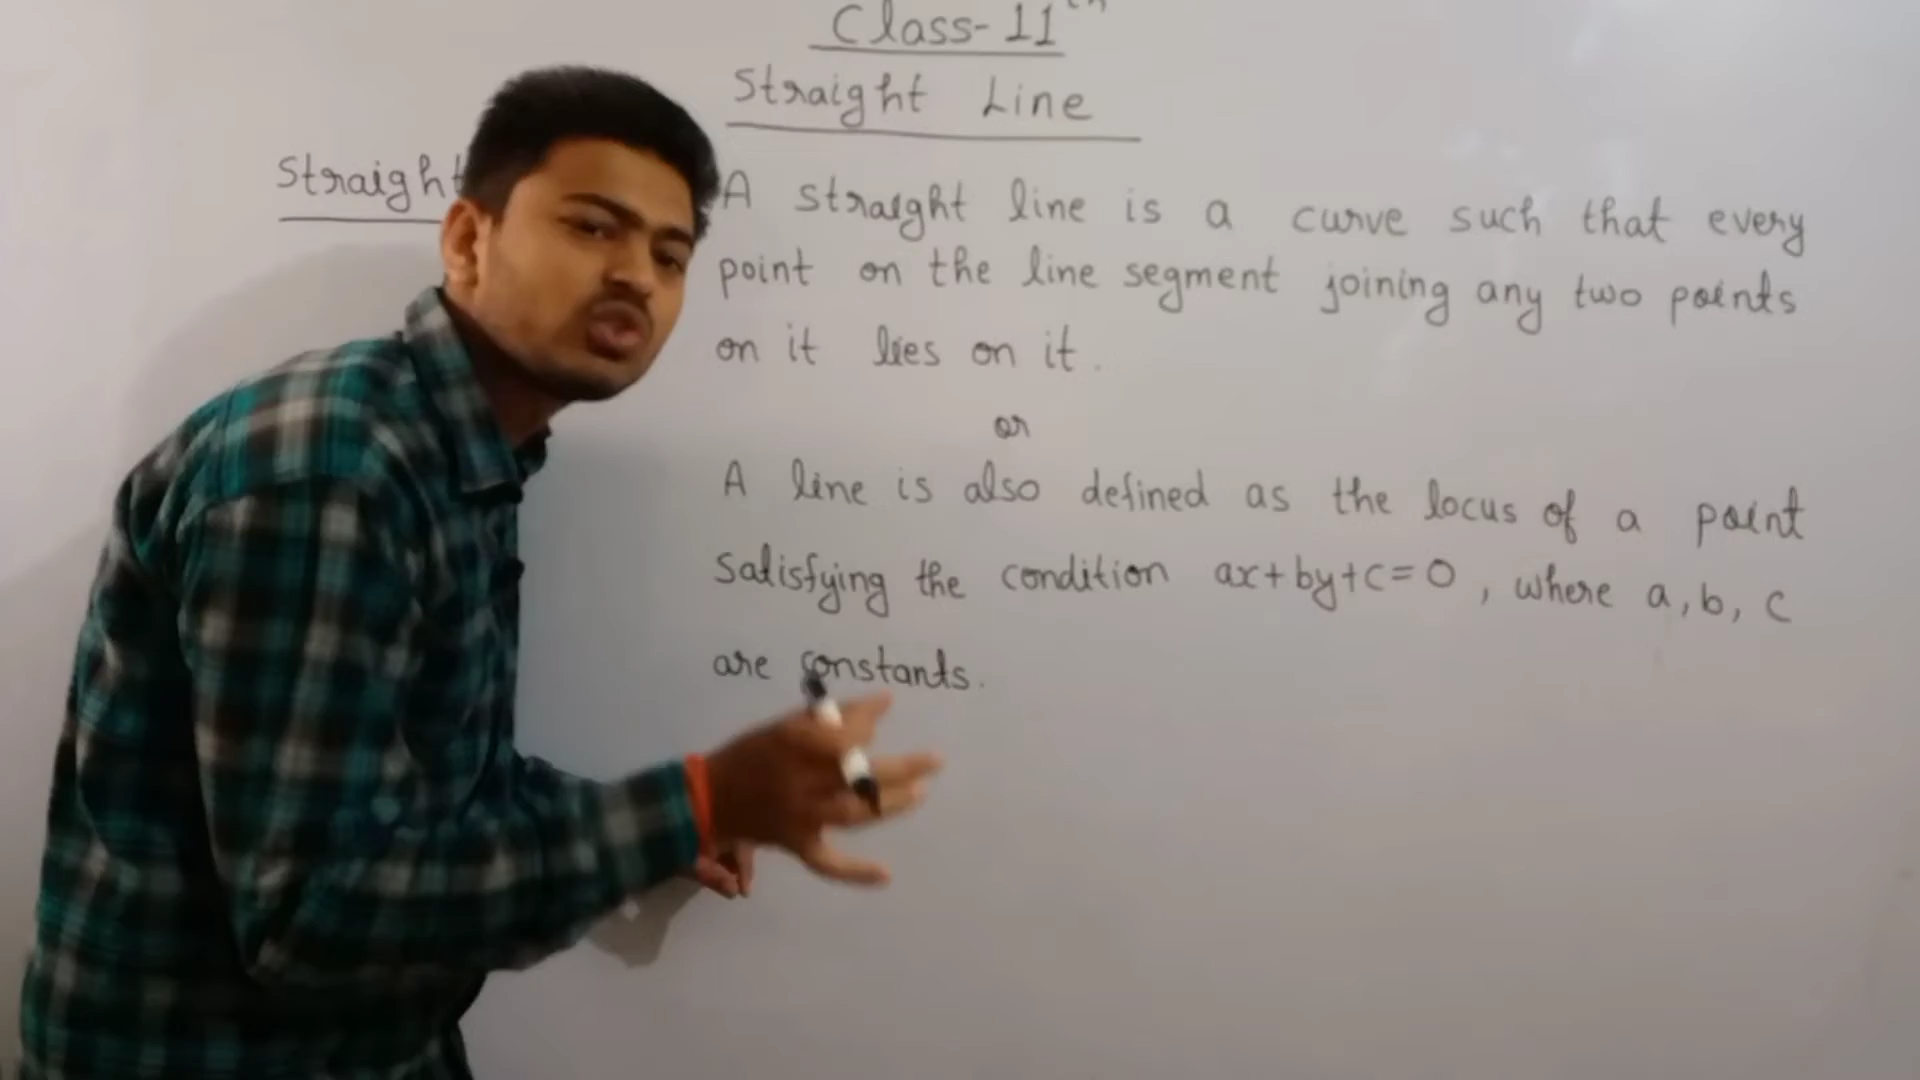 Class-11th
Straight Line
Straight
A straight line is a curve such that every
point on the line segment joining any two points
on it lies on it.
or
A line is also defined as the locus of a point
satisfying the condition ax+by+c=0, where a, b, c
are constants.